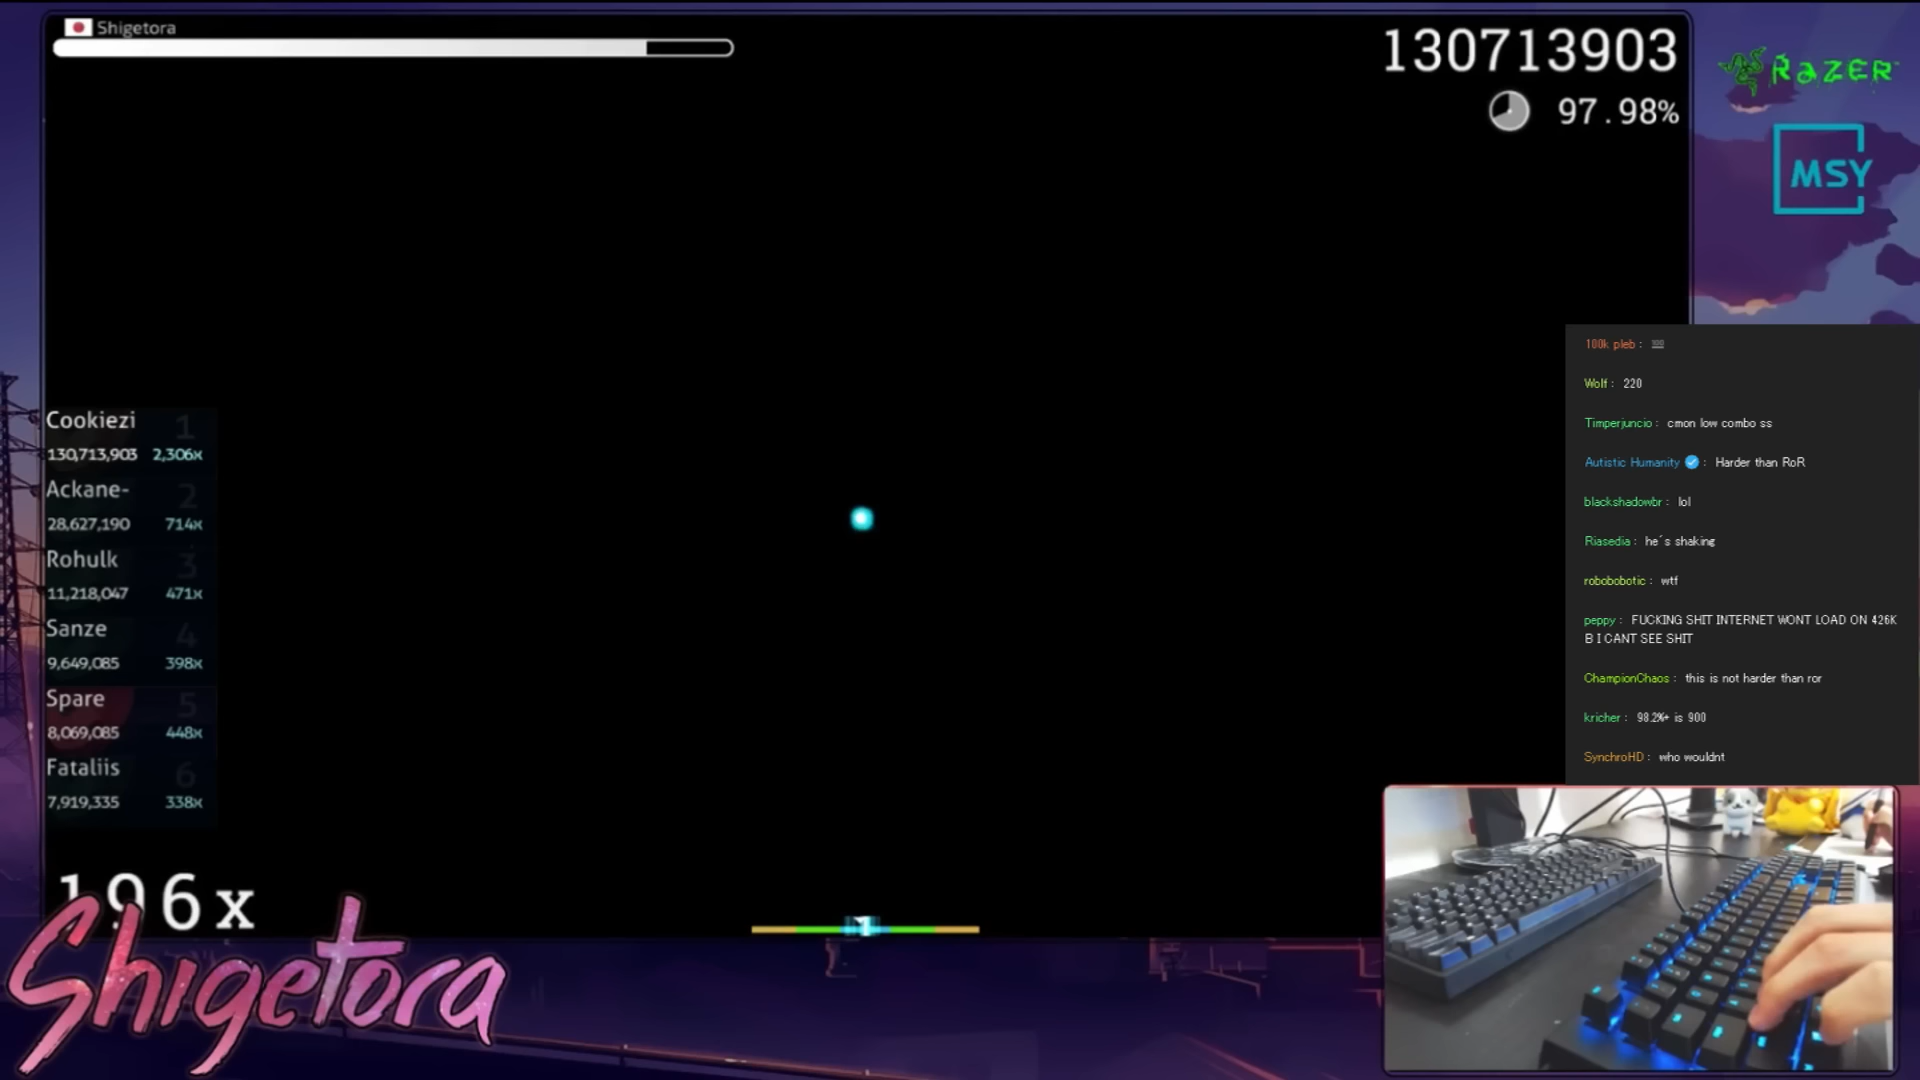 Shigetora
130713903
97.98%
RAZER
MSY
100k pleb :
Wolf : 220
Timperjuncio : cmon low combo ss
Autistic Humanity : Harder than RoR
blackshadowbr : lol
Riasedia : he´s shaking
robobobotic : wtf
peppy : FUCKING SHIT INTERNET WONT LOAD ON 426K
B I CANT SEE SHIT
ChampionChaos : this is not harder than ror
kricher : 98.2%+ is 900
SynchroHD : who wouldnt
Cookiezi 1
130,713,903 2,306x
Ackane- 2
28,627,190 714x
Rohulk 3
11,218,047 471x
Sanze 4
9,649,085 398x
Spare 5
8,069,085 448x
Fataliis 6
7,919,335 338x
196x
Shigetora